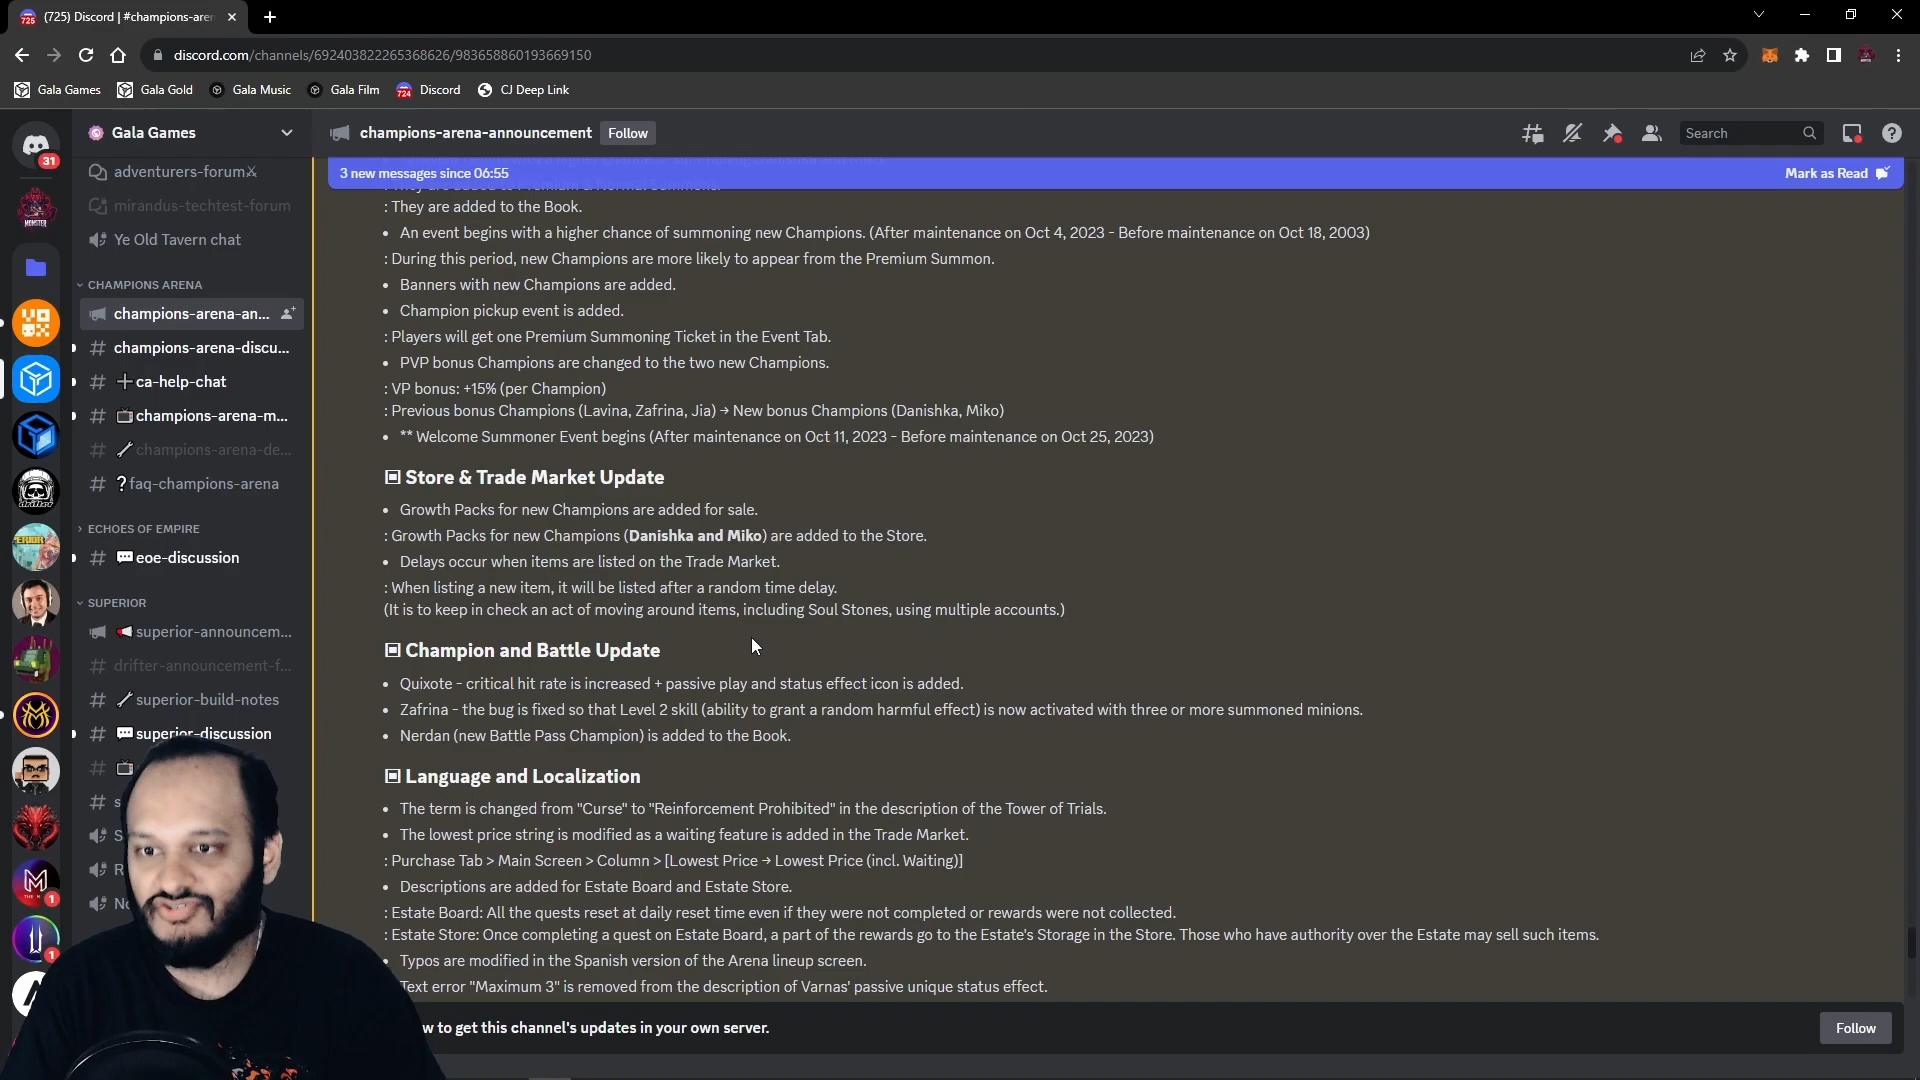 (725) Discord | #champions-aren
discord.com/channels/692403822265368626/983658860193669150
Gala Games
Gala Gold
Gala Music
Gala Film
724
Discord
CJ Deep Link
31
Gala Games
champions-arena-announcement
Follow
Search
adventurers-forum
mirandus-techtest-forum
Ye Old Tavern chat
CHAMPIONS ARENA
champions-arena-an...
champions-arena-discu...
ca-help-chat
champions-arena-m...
champions-arena-de...
?faq-champions-arena
ECHOES OF EMPIRE
eoe-discussion
SUPERIOR
superior-announcem...
drifter-announcement-f...
superior-build-notes
superior-discussion
MONSTER
drifter
1
1
3 new messages since 06:55
Mark as Read
: They are added to Premium & Normal Summons.
: They are added to the Book.
• An event begins with a higher chance of summoning new Champions. (After maintenance on Oct 4, 2023 - Before maintenance on Oct 18, 2003)
: During this period, new Champions are more likely to appear from the Premium Summon.
• Banners with new Champions are added.
• Champion pickup event is added.
: Players will get one Premium Summoning Ticket in the Event Tab.
• PVP bonus Champions are changed to the two new Champions.
: VP bonus: +15% (per Champion)
: Previous bonus Champions (Lavina, Zafrina, Jia) → New bonus Champions (Danishka, Miko)
• ** Welcome Summoner Event begins (After maintenance on Oct 11, 2023 - Before maintenance on Oct 25, 2023)
▣ Store & Trade Market Update
• Growth Packs for new Champions are added for sale.
: Growth Packs for new Champions (Danishka and Miko) are added to the Store.
• Delays occur when items are listed on the Trade Market.
: When listing a new item, it will be listed after a random time delay.
(It is to keep in check an act of moving around items, including Soul Stones, using multiple accounts.)
▣ Champion and Battle Update
• Quixote - critical hit rate is increased + passive play and status effect icon is added.
• Zafrina - the bug is fixed so that Level 2 skill (ability to grant a random harmful effect) is now activated with three or more summoned minions.
• Nerdan (new Battle Pass Champion) is added to the Book.
▣ Language and Localization
• The term is changed from "Curse" to "Reinforcement Prohibited" in the description of the Tower of Trials.
• The lowest price string is modified as a waiting feature is added in the Trade Market.
: Purchase Tab > Main Screen > Column > [Lowest Price → Lowest Price (incl. Waiting)]
• Descriptions are added for Estate Board and Estate Store.
: Estate Board: All the quests reset at daily reset time even if they were not completed or rewards were not collected.
: Estate Store: Once completing a quest on Estate Board, a part of the rewards go to the Estate's Storage in the Store. Those who have authority over the Estate may sell such items.
• Typos are modified in the Spanish version of the Arena lineup screen.
Text error "Maximum 3" is removed from the description of Varnas' passive unique status effect.
w to get this channel's updates in your own server.
Follow